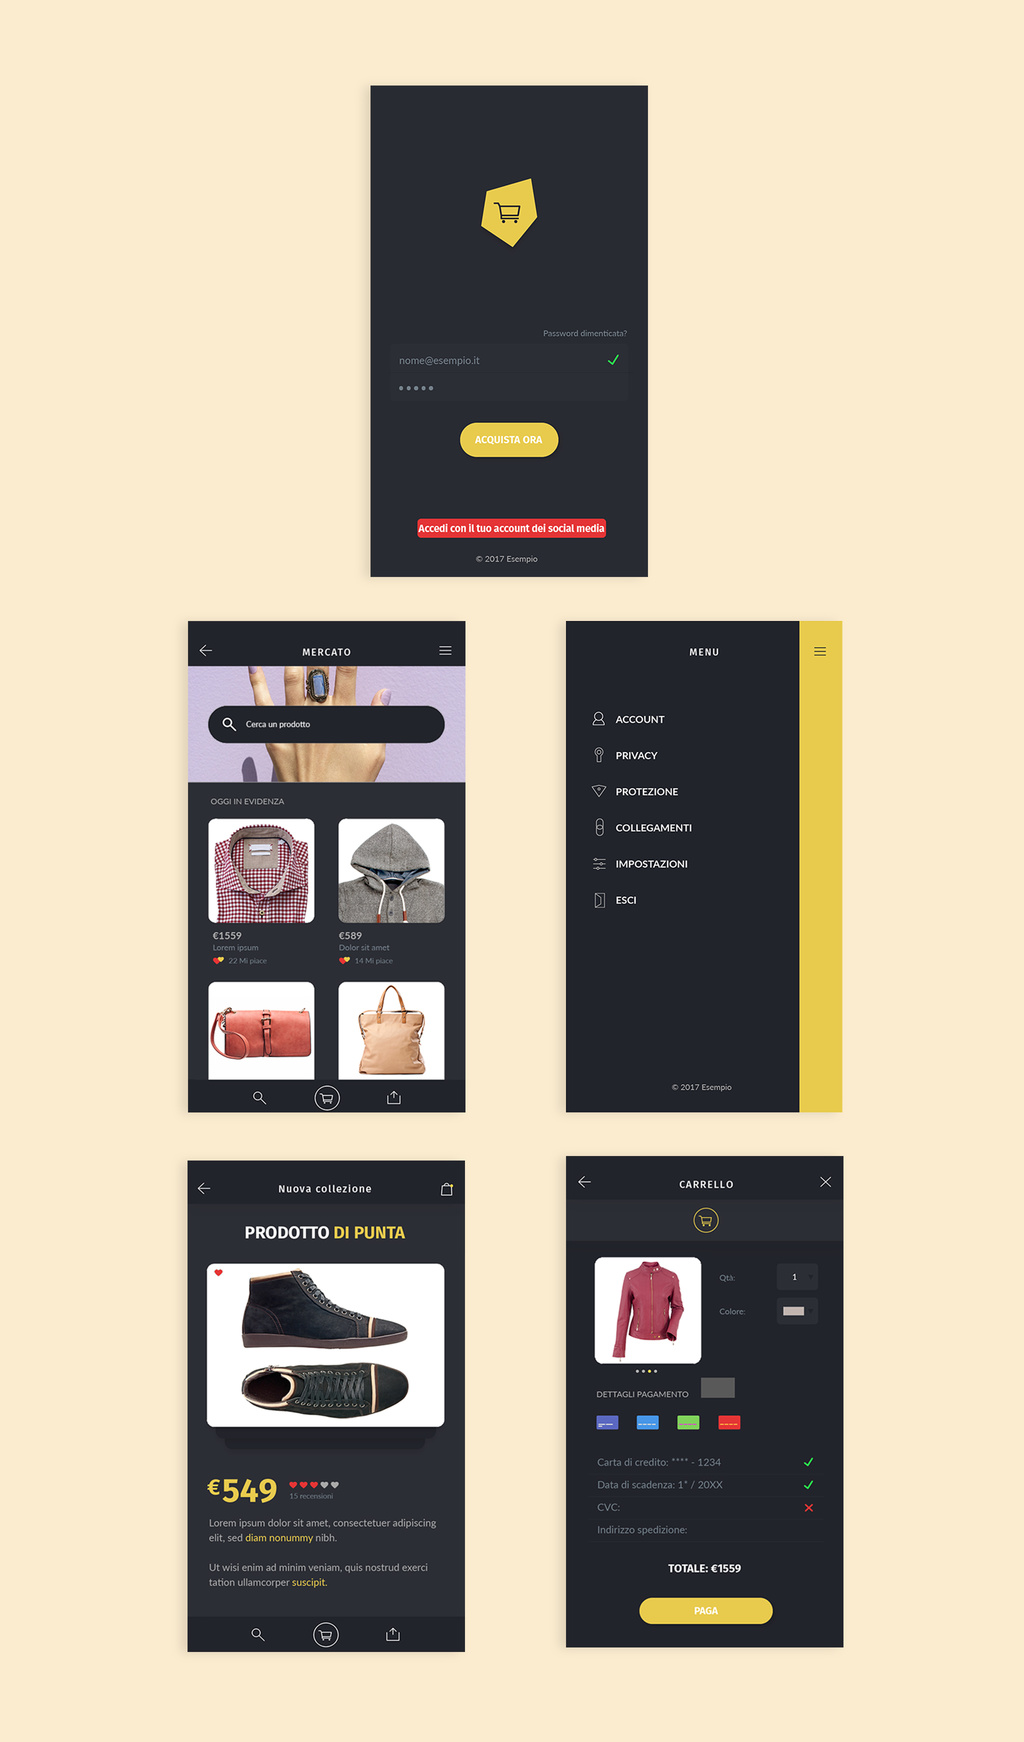 Password dimenticata?
nome@esempio.it
ACQUISTA ORA
Accedi con il tuo account dei social media
© 2017 Esempio
MERCATO
Cerca un prodotto
OGGI IN EVIDENZA
€1559
Lorem ipsum
22 Mi piace
€589
Dolor sit amet
14 Mi piace
MENU
ACCOUNT
PRIVACY
PROTEZIONE
COLLEGAMENTI
IMPOSTAZIONI
ESCI
© 2017 Esempio
Nuova collezione
PRODOTTO DI PUNTA
€549
15 recensioni
Lorem ipsum dolor sit amet, consectetuer adipiscing
elit, sed diam nonummy nibh.
Ut wisi enim ad minim veniam, quis nostrud exerci
tation ullamcorper suscipit.
CARRELLO
Qtà: 1
Colore:
DETTAGLI PAGAMENTO
Carta di credito: **** - 1234
Data di scadenza: 1* / 20XX
CVC:
Indirizzo spedizione:
TOTALE: €1559
PAGA